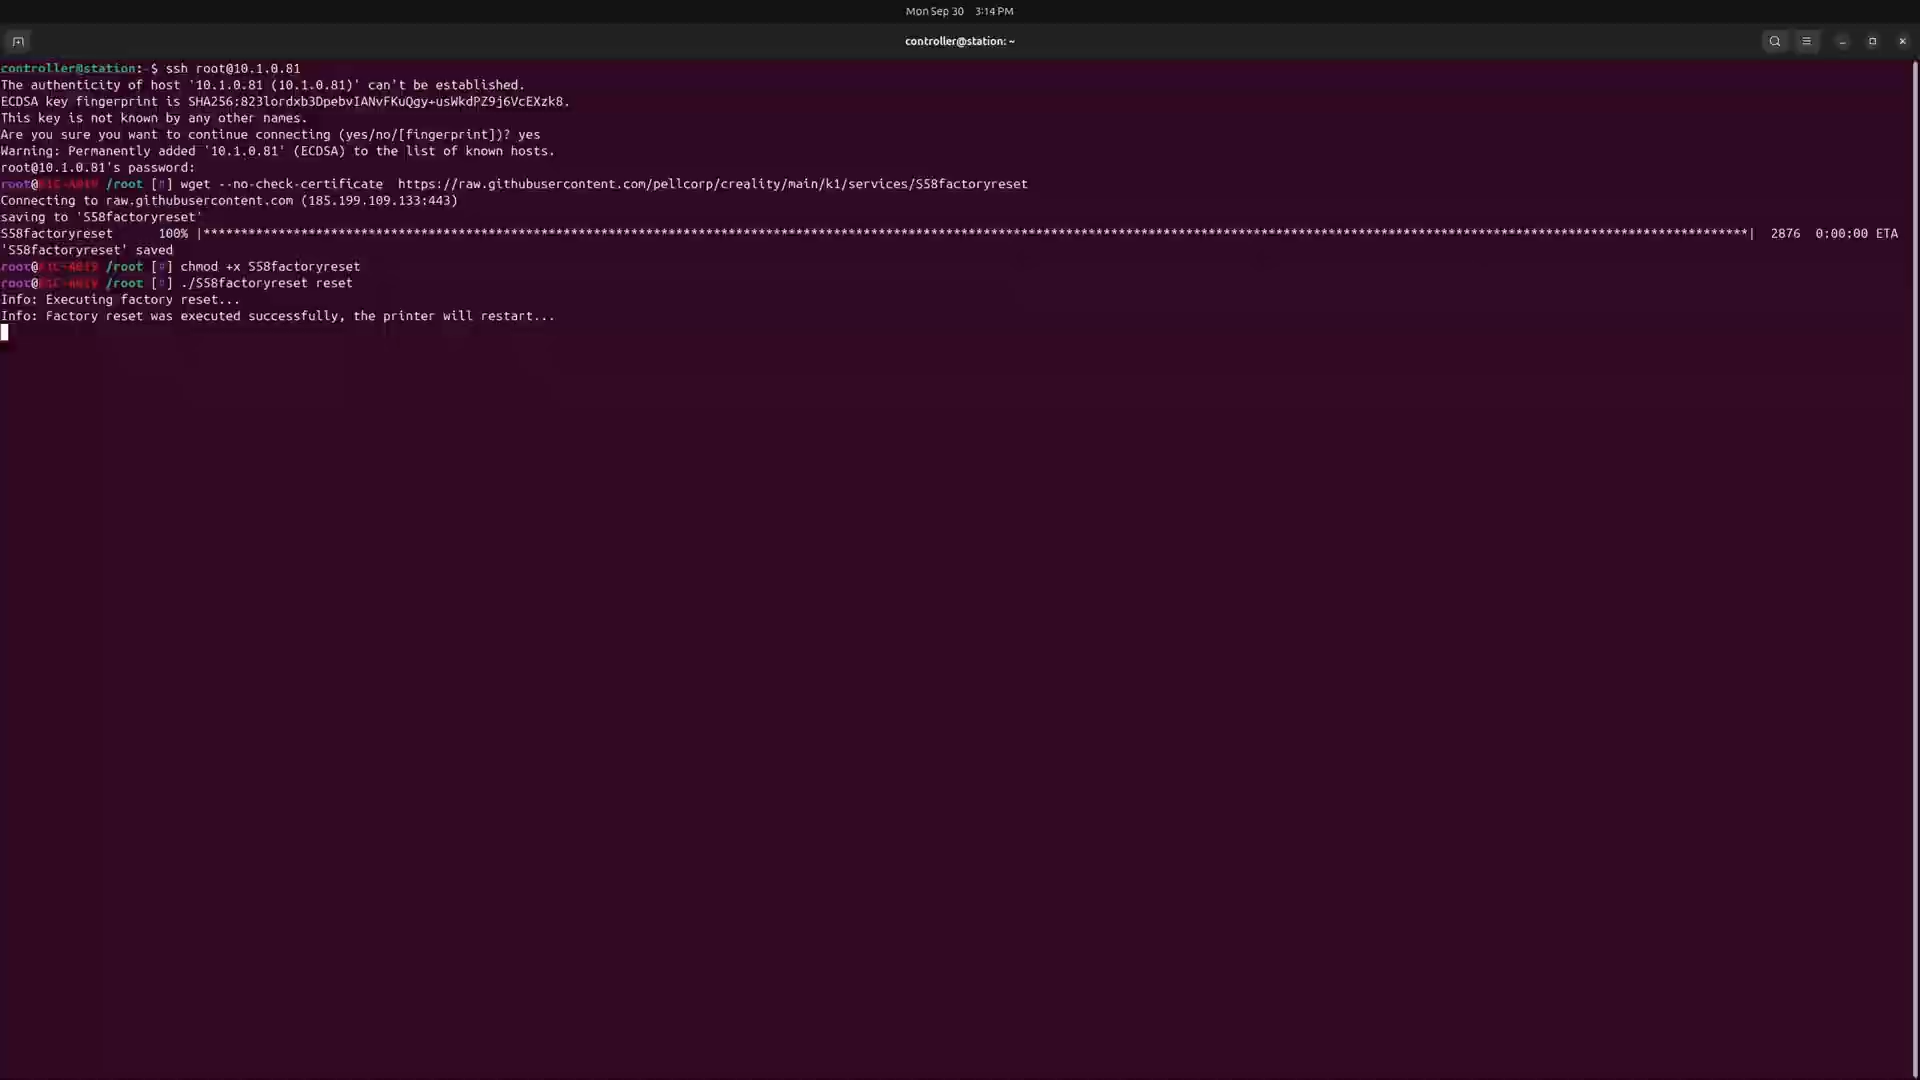 Mon Sep 30 3:14 PM
controller@station: ~
controller@station:~$ ssh root@10.1.0.81
The authenticity of host '10.1.0.81 (10.1.0.81)' can't be established.
ECDSA key fingerprint is SHA256:823lordxb3DpebvIANvFKuQgy+usWkdPZ9j6VcEXzk8.
This key is not known by any other names.
Are you sure you want to continue connecting (yes/no/[fingerprint])? yes
Warning: Permanently added '10.1.0.81' (ECDSA) to the list of known hosts.
root@10.1.0.81's password:
root@ /root [] wget --no-check-certificate  https://raw.githubusercontent.com/pellcorp/creality/main/k1/services/S58factoryreset
Connecting to raw.githubusercontent.com (185.199.109.133:443)
saving to 'S58factoryreset'
S58factoryreset 100% |*******************************************************************************************************************************************************************************************************************| 2876 0:00:00 ETA
'S58factoryreset' saved
root@ /root [] chmod +x S58factoryreset
root@ /root [] ./S58factoryreset reset
Info: Executing factory reset...
Info: Factory reset was executed successfully, the printer will restart...